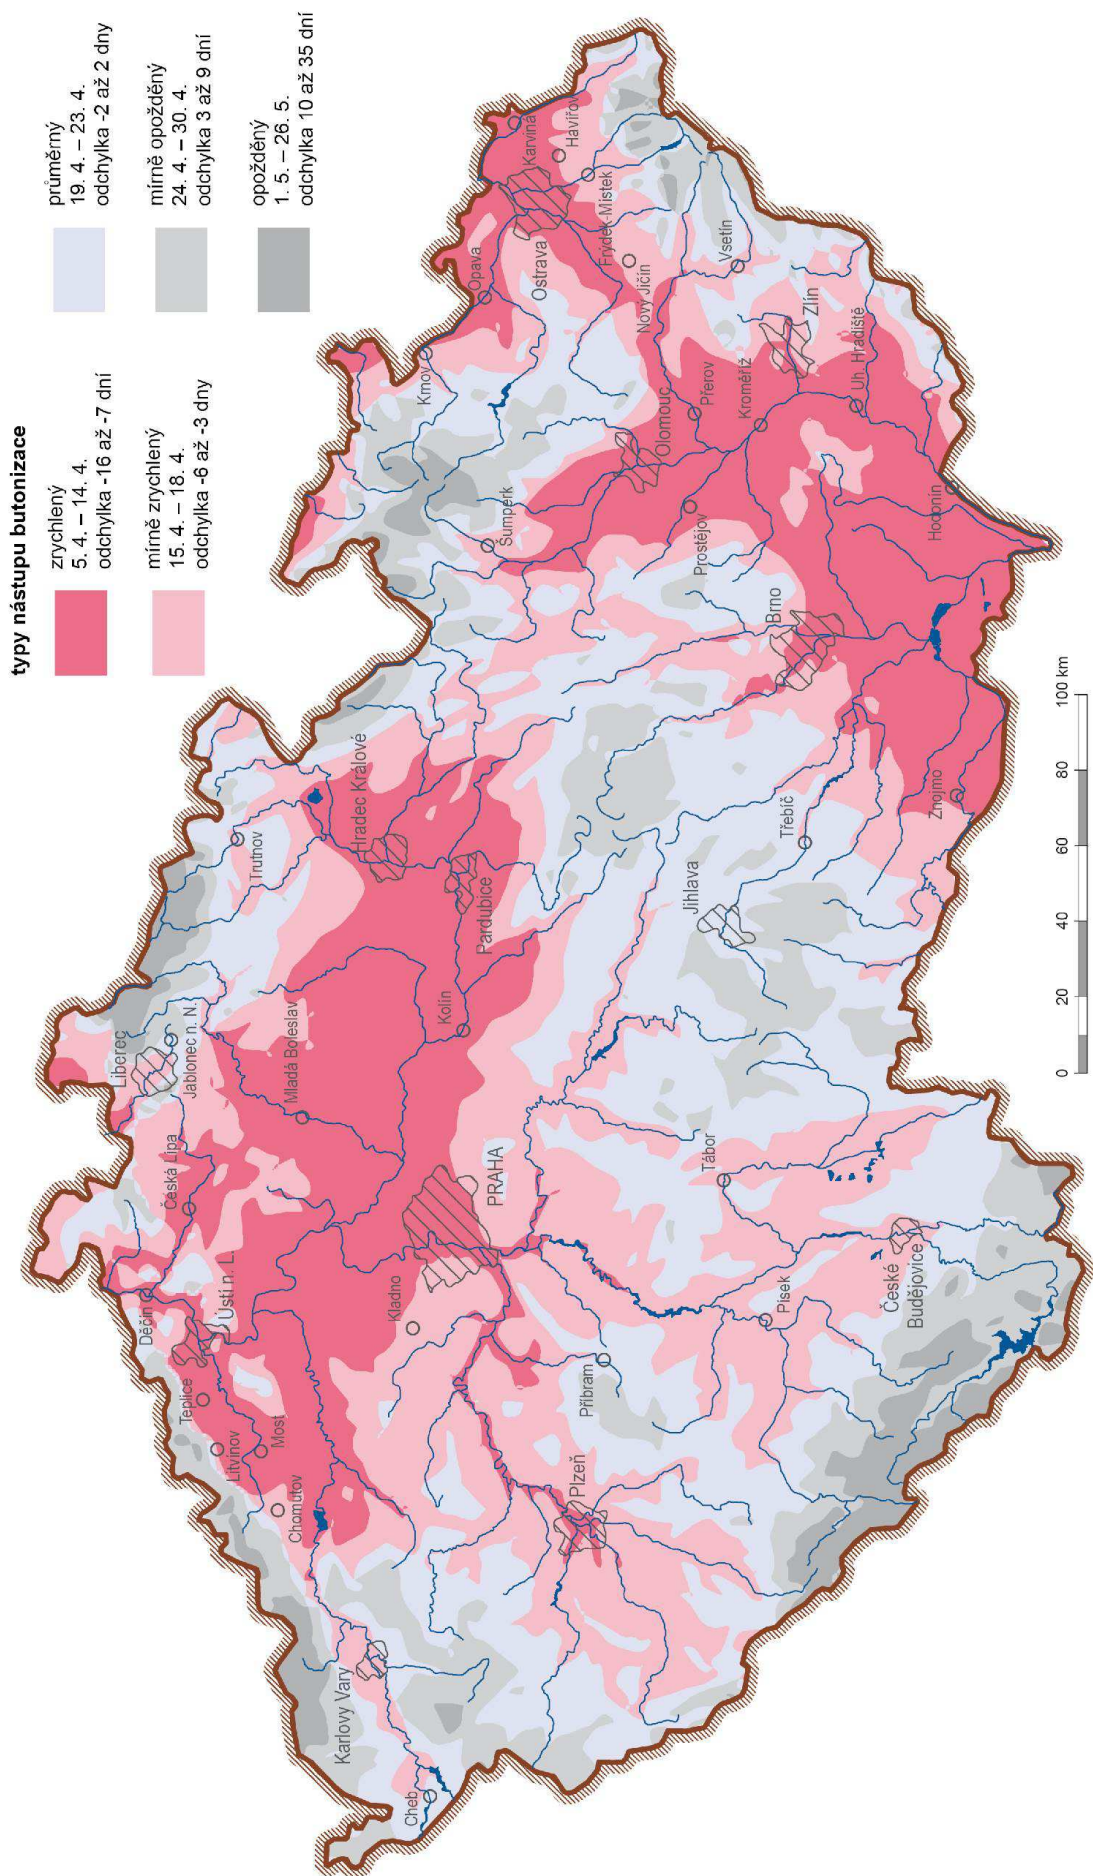 typy nástupu butonizace
zrychlený
5. 4. – 14. 4.
odchylka -16 až -7 dní
mírně zrychlený
15. 4. – 18. 4.
odchylka -6 až -3 dny
průměrný
19. 4. – 23. 4.
odchylka -2 až 2 dny
mírně opožděný
24. 4. – 30. 4.
odchylka 3 až 9 dní
opožděný
1. 5. – 26. 5.
odchylka 10 až 35 dní
Děčín
Ústí n. L.
Teplice
Litvínov
Most
Chomutov
Karlovy Vary
Cheb
Česká Lípa
Liberec
Jablonec n. N.
Mladá Boleslav
Trutnov
Hradec Králové
Pardubice
Kolín
PRAHA
Kladno
Příbram
Plzeň
Písek
Tábor
České
Budějovice
Jihlava
Třebíč
Znojmo
Brno
Hodonín
Prostějov
Olomouc
Přerov
Kroměříž
Uh. Hradiště
Zlín
Vsetín
Nový Jičín
Frýdek-Místek
Havířov
Karviná
Ostrava
Opava
Krnov
Šumperk
0 20 40 60 80 100 km